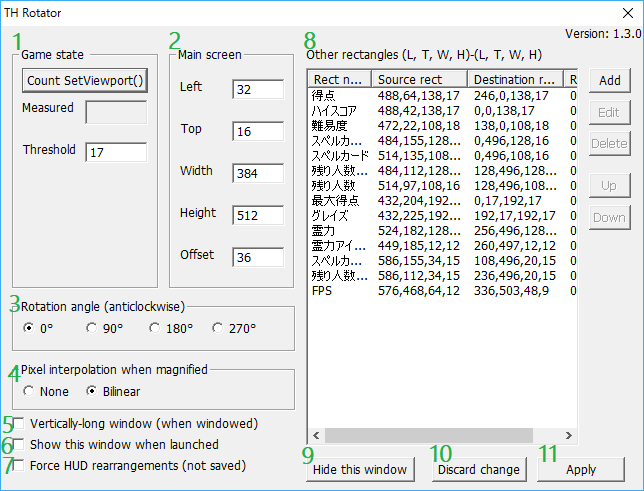 TH Rotator
Version: 1.3.0
1
Game state
Count SetViewport()
Measured
Threshold 17
2
Main screen
Left 32
Top 16
Width 384
Height 512
Offset 36
3
Rotation angle (anticlockwise)
0° 90° 180° 270°
4
Pixel interpolation when magnified
None Bilinear
5 Vertically-long window (when windowed)
6 Show this window when launched
7 Force HUD rearrangements (not saved)
8
Other rectangles (L, T, W, H)-(L, T, W, H)
Rect n... Source rect Destination r... R
得点 488,64,138,17 246,0,138,17 0
ハイスコア 488,42,138,17 0,0,138,17 0
難易度 472,22,108,18 138,0,108,18 0
スペルカ... 484,155,128... 0,496,128,16 0
スペルカード 514,135,108... 0,496,108,16 0
残り人数... 484,112,128... 128,496,128... 0
残り人数 514,97,108,16 128,496,108... 0
最大得点 432,204,192... 0,17,192,17 0
グレイズ 432,225,192... 192,17,192,17 0
霊力 524,182,128... 256,496,128... 0
霊力アイ... 449,185,12,12 260,497,12,12 0
スペルカ... 586,155,34,15 108,496,20,15 0
残り人数... 586,112,34,15 236,496,20,15 0
FPS 576,468,64,12 336,503,48,9 0
Add
Edit
Delete
Up
Down
9
Hide this window
10
Discard change
11
Apply